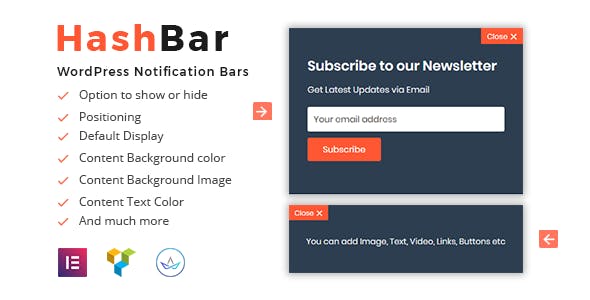 HashBar
WordPress Notification Bars
Option to show or hide
Positioning
Default Display
Content Background color
Content Background Image
Content Text Color
And much more
Close ×
Subscribe to our Newsletter
Get Latest Updates via Email
Your email address
Subscribe
Close ×
You can add Image, Text, Video, Links, Buttons etc